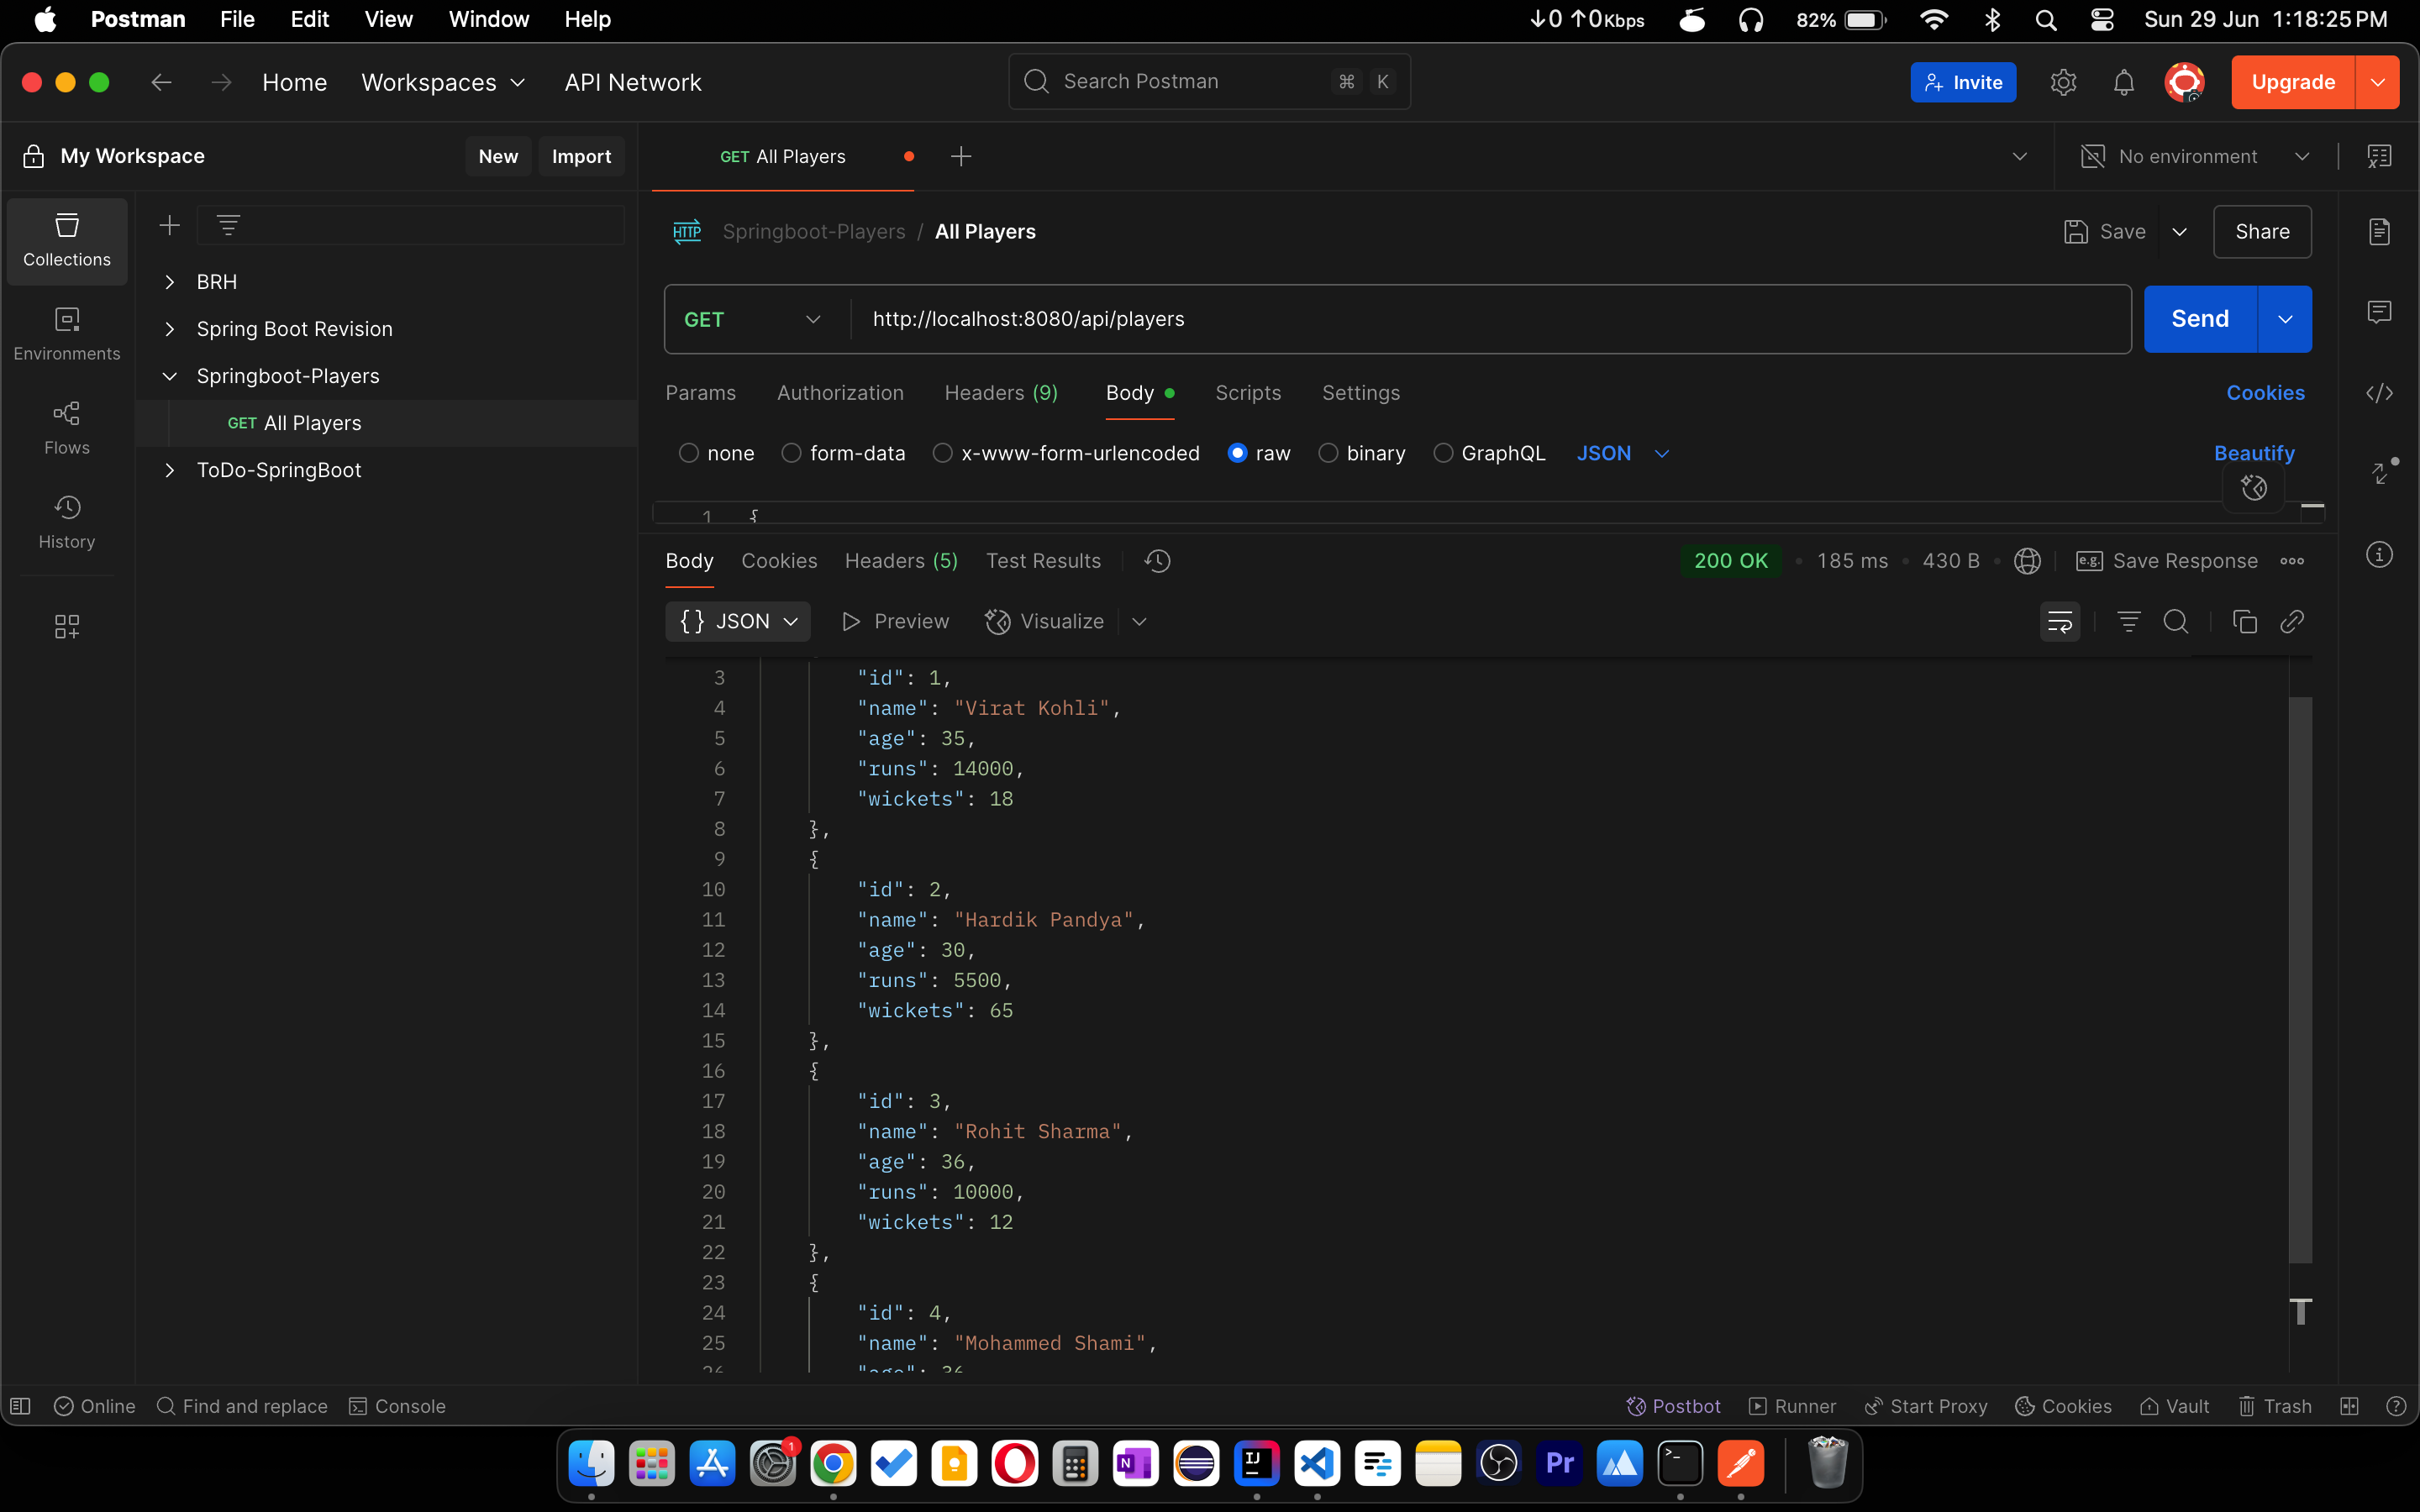 Postman File Edit View Window Help ↓0 ↑0Kbps 82% Sun 29 Jun 1:18:25 PM
Home Workspaces API Network Search Postman ⌘ K Invite Upgrade
My Workspace New Import GET All Players No environment
Collections
Environments
Flows
History
BRH
Spring Boot Revision
Springboot-Players
GET All Players
ToDo-SpringBoot
HTTP Springboot-Players / All Players Save Share
GET http://localhost:8080/api/players Send
Params Authorization Headers (9) Body Scripts Settings Cookies
none form-data x-www-form-urlencoded raw binary GraphQL JSON Beautify
1 {
Body Cookies Headers (5) Test Results 200 OK • 185 ms • 430 B • e.g. Save Response
{} JSON Preview Visualize
3 "id": 1,
4 "name": "Virat Kohli",
5 "age": 35,
6 "runs": 14000,
7 "wickets": 18
8 },
9 {
10 "id": 2,
11 "name": "Hardik Pandya",
12 "age": 30,
13 "runs": 5500,
14 "wickets": 65
15 },
16 {
17 "id": 3,
18 "name": "Rohit Sharma",
19 "age": 36,
20 "runs": 10000,
21 "wickets": 12
22 },
23 {
24 "id": 4,
25 "name": "Mohammed Shami",
26 "age": 36
Online Find and replace Console Postbot Runner Start Proxy Cookies Vault Trash
1
N IJ Pr